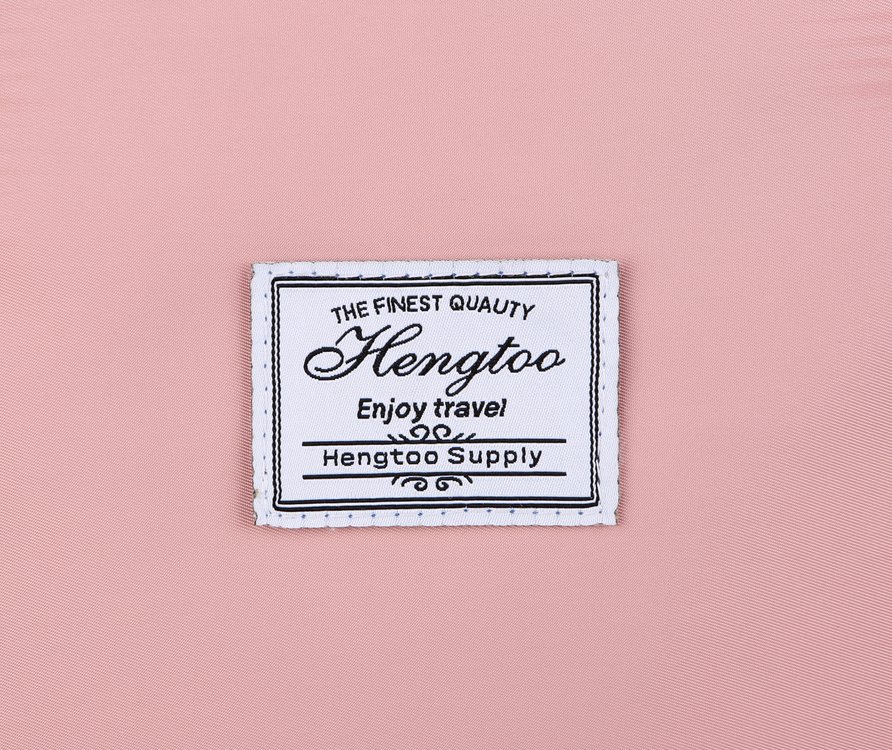 THE FINEST QUAUTY
Hengtoo
Enjoy travel
Hengtoo Supply